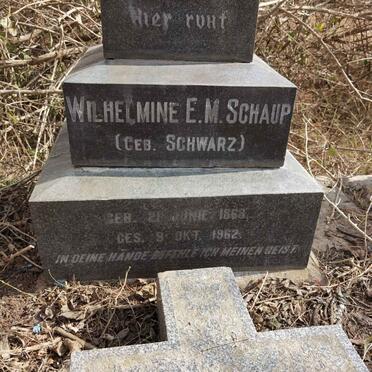 Hier ruht
WILHELMINE E.M. SCHAUP
(GEB. SCHWARZ)
GEB. 21 JUNIE 1868,
GES. 9 OKT. 1962.
IN DEINE HÄNDE BEFEHLE ICH MEINEN GEIST.